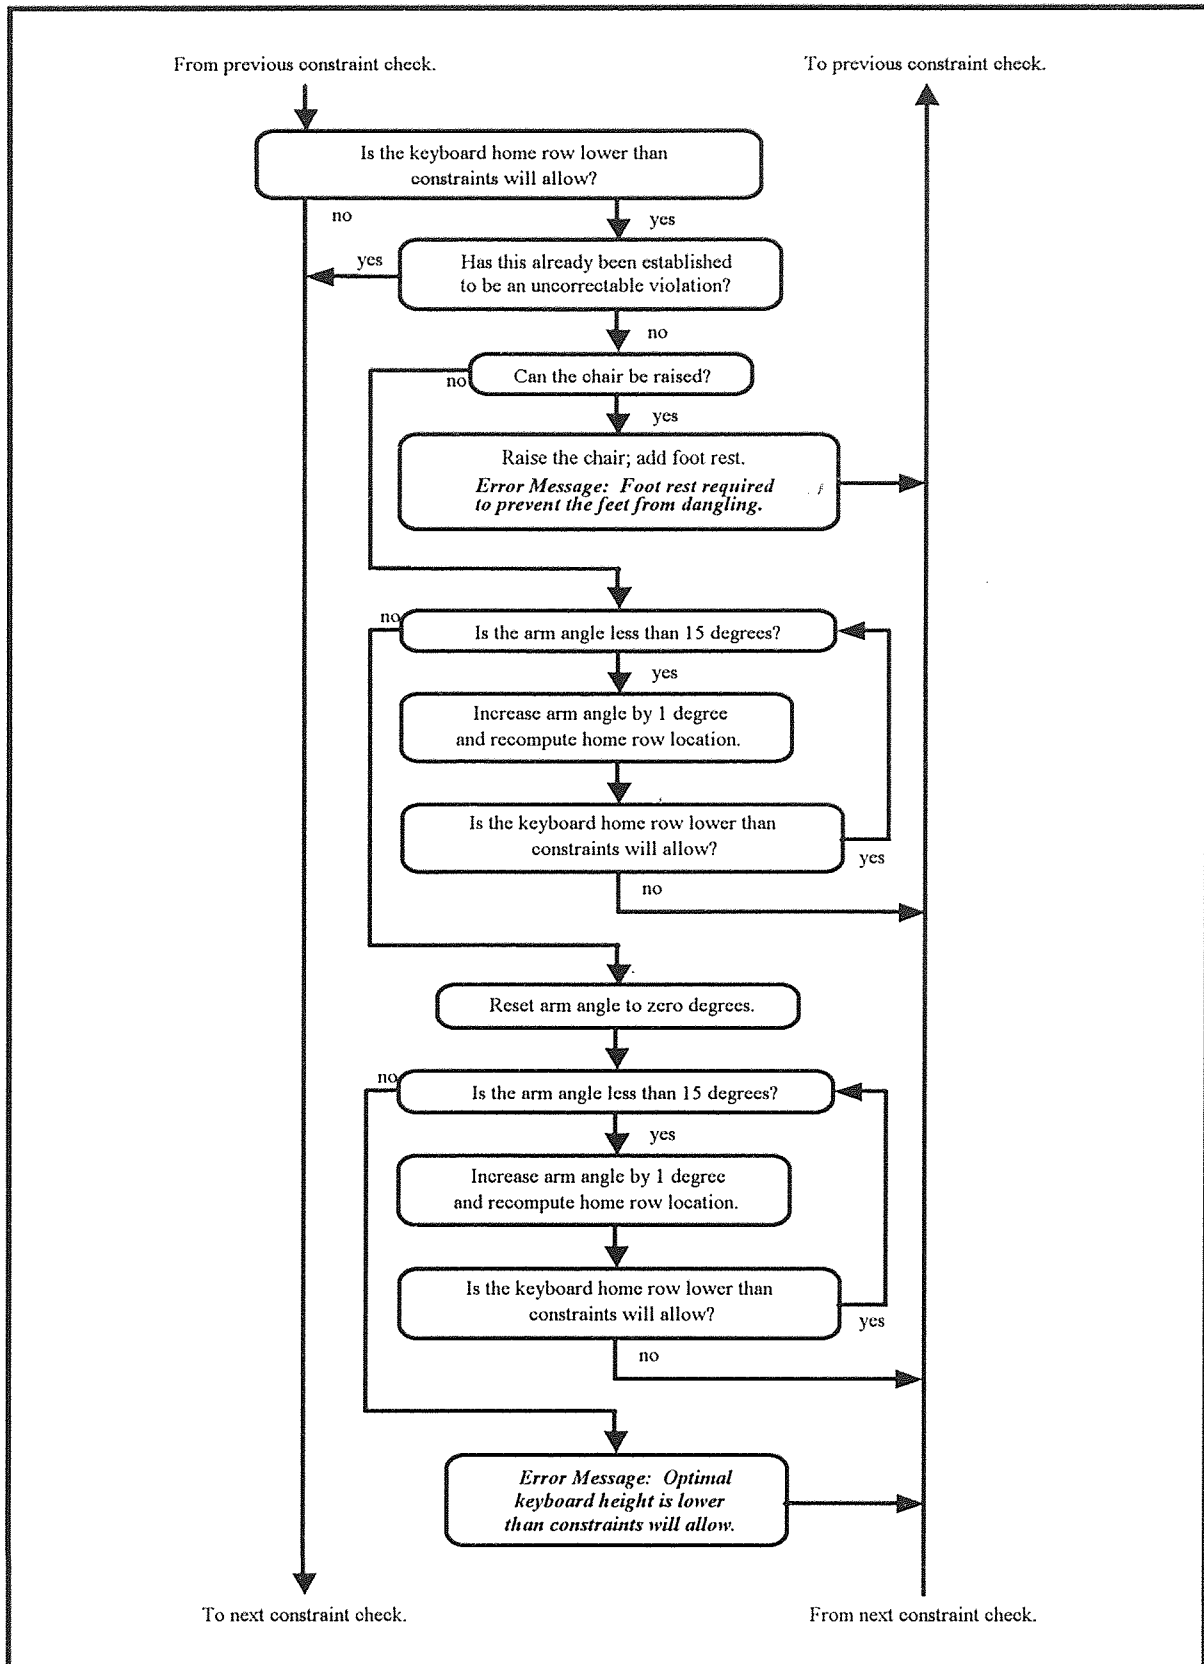 From previous constraint check.
To previous constraint check.
Is the keyboard home row lower than
constraints will allow?
no
yes
yes
Has this already been established
to be an uncorrectable violation?
no
no
Can the chair be raised?
yes
Raise the chair; add foot rest.
Error Message: Foot rest required
to prevent the feet from dangling.
no
Is the arm angle less than 15 degrees?
yes
Increase arm angle by 1 degree
and recompute home row location.
Is the keyboard home row lower than
constraints will allow?
yes
no
Reset arm angle to zero degrees.
no
Is the arm angle less than 15 degrees?
yes
Increase arm angle by 1 degree
and recompute home row location.
Is the keyboard home row lower than
constraints will allow?
yes
no
Error Message: Optimal
keyboard height is lower
than constraints will allow.
To next constraint check.
From next constraint check.